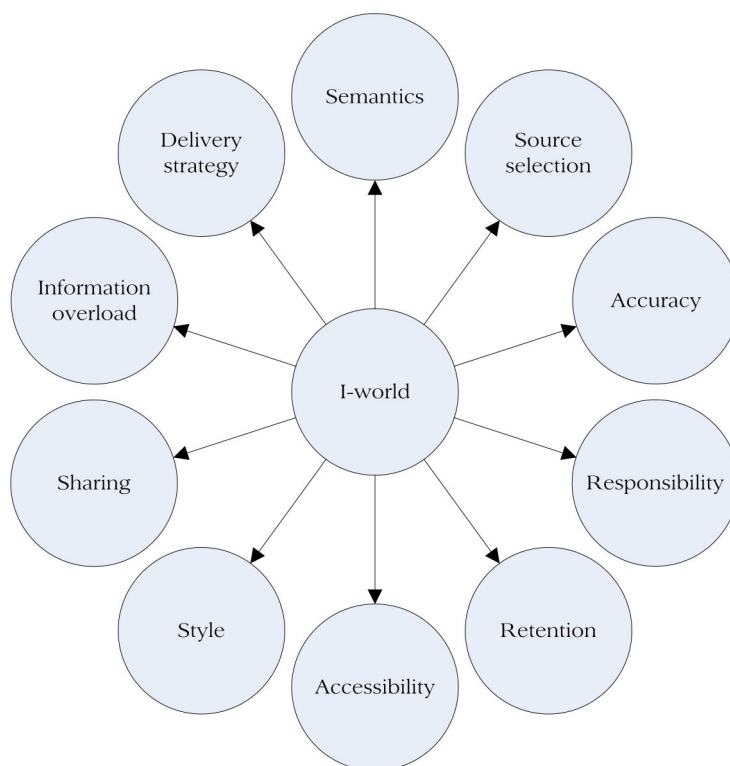 Semantics
Delivery
strategy
Source
selection
Information
overload
Accuracy
I-world
Sharing
Responsibility
Style
Retention
Accessibility